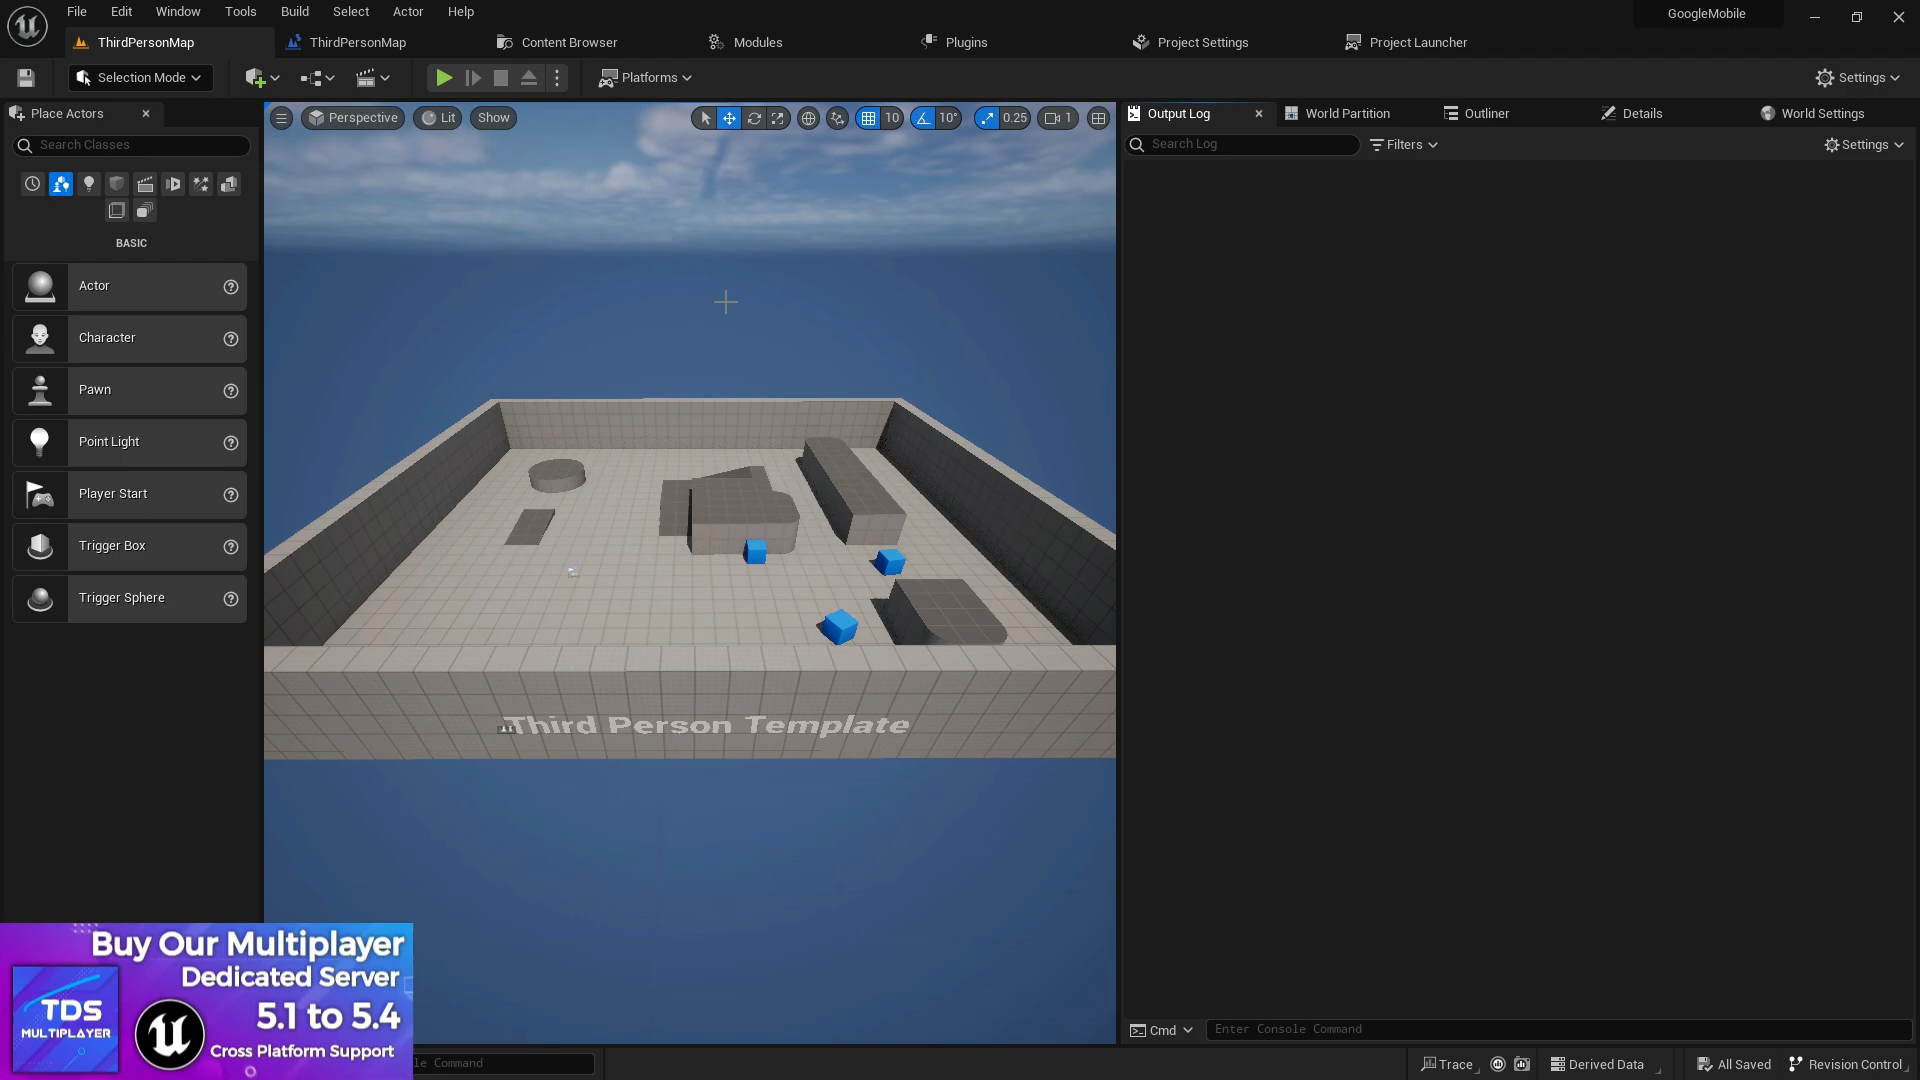 File Edit Window Tools Build Select Actor Help
GoogleMobile
ThirdPersonMap
ThirdPersonMap
Content Browser
Modules
Plugins
Project Settings
Project Launcher
Selection Mode
Platforms
Settings
Place Actors
Search Classes
BASIC
Actor
Character
Pawn
Point Light
Player Start
Trigger Box
Trigger Sphere
Perspective
Lit
Show
10
10°
0.25
1
Third Person Template
Output Log
World Partition
Outliner
Details
World Settings
Search Log
Filters
Settings
Cmd
Enter Console Command
Buy Our Multiplayer
Dedicated Server
5.1 to 5.4
Cross Platform Support
TDS
MULTIPLAYER
Command
Trace
Derived Data
All Saved
Revision Control